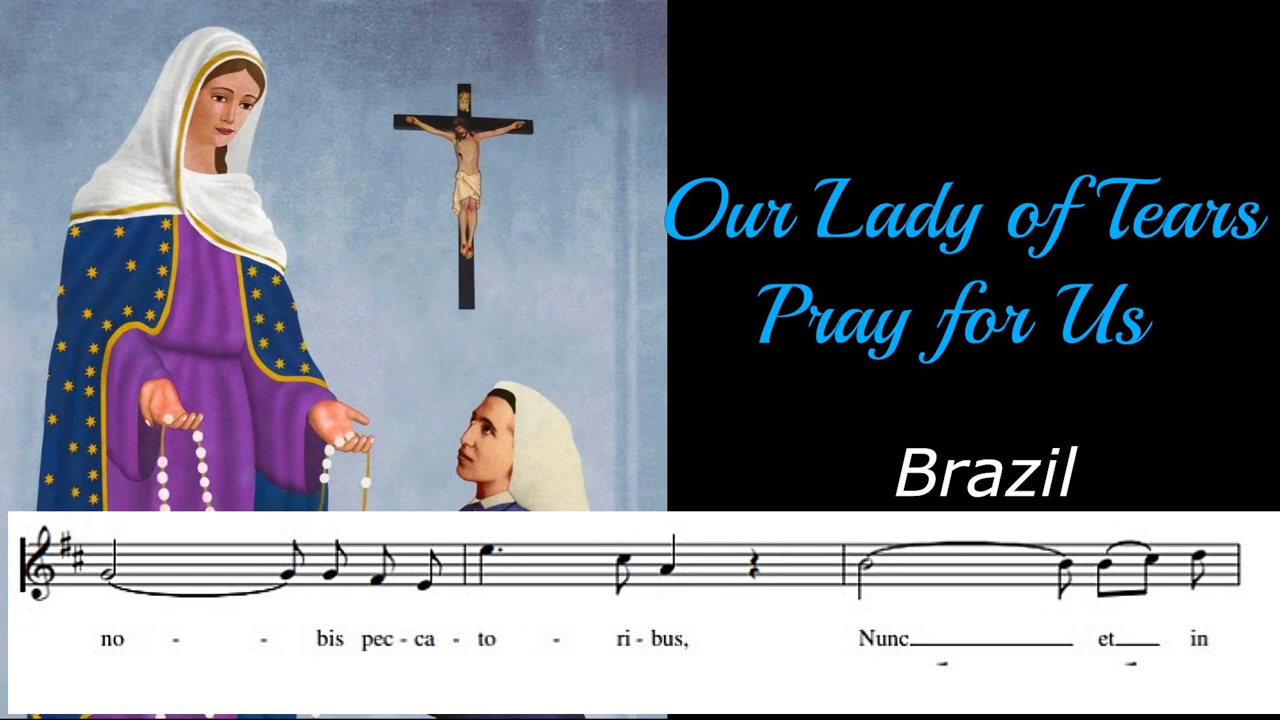 Our Lady of Tears
Pray for Us
Brazil
no - - bis pec - ca - to - ri - bus, Nunc et in